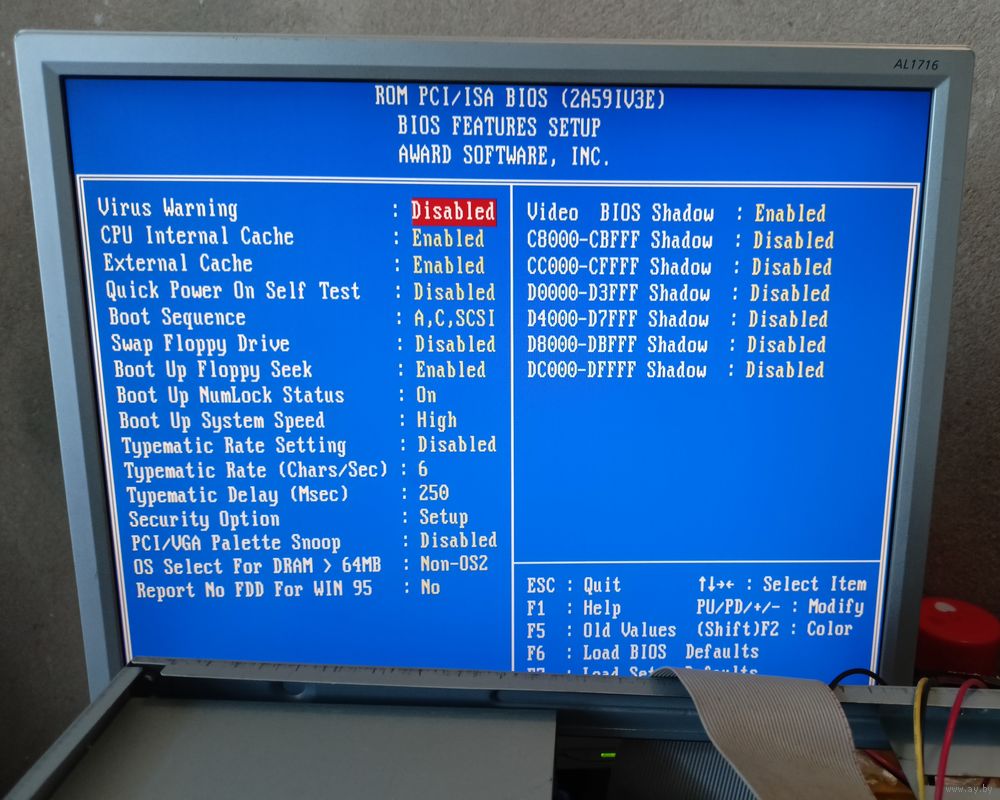 AL1716
ROM PCI/ISA BIOS (2A59IV3E)
BIOS FEATURES SETUP
AWARD SOFTWARE, INC.
Virus Warning : Disabled
CPU Internal Cache : Enabled
External Cache : Enabled
Quick Power On Self Test : Disabled
Boot Sequence : A,C,SCSI
Swap Floppy Drive : Disabled
Boot Up Floppy Seek : Enabled
Boot Up NumLock Status : On
Boot Up System Speed : High
Typematic Rate Setting : Disabled
Typematic Rate (Chars/Sec) : 6
Typematic Delay (Msec) : 250
Security Option : Setup
PCI/VGA Palette Snoop : Disabled
OS Select For DRAM > 64MB : Non-OS2
Report No FDD For WIN 95 : No
Video BIOS Shadow : Enabled
C8000-CBFFF Shadow : Disabled
CC000-CFFFF Shadow : Disabled
D0000-D3FFF Shadow : Disabled
D4000-D7FFF Shadow : Disabled
D8000-DBFFF Shadow : Disabled
DC000-DFFFF Shadow : Disabled
ESC : Quit ↑↓→← : Select Item
F1 : Help PU/PD/+/- : Modify
F5 : Old Values (Shift)F2 : Color
F6 : Load BIOS Defaults
F7 : Load Setup Defaults
www.ay.by